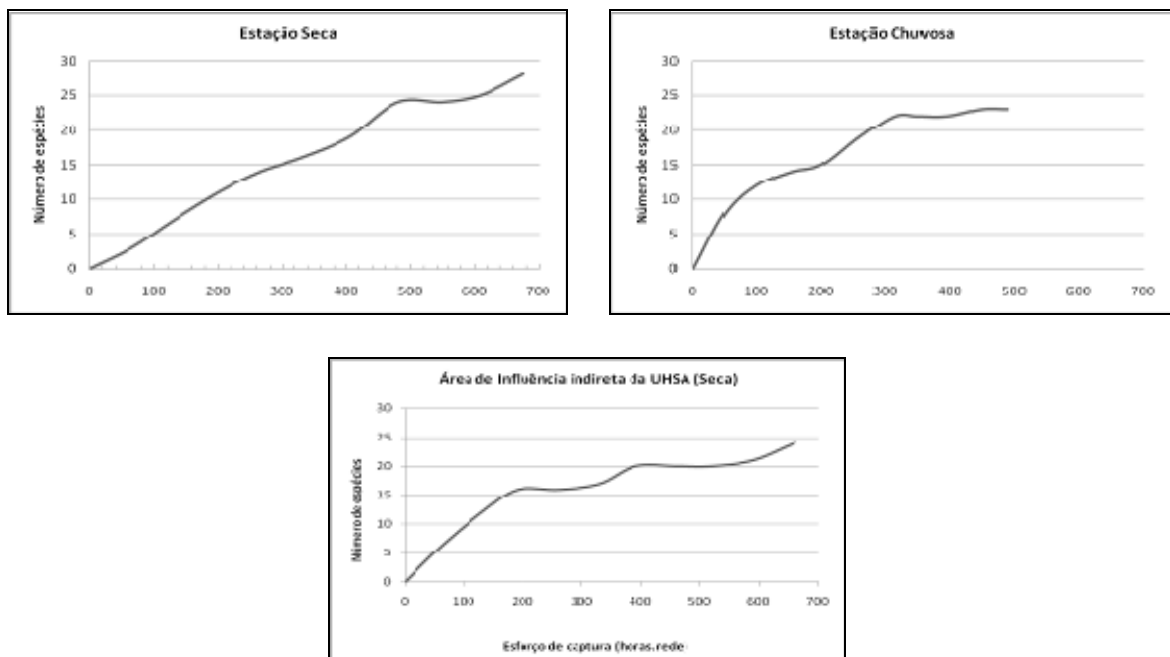 Estação Seca
Número de espécies
30
25
20
15
10
5
0
0 100 200 300 400 500 600 700
Estação Chuvosa
Número de espécies
30
25
20
15
10
5
0
0 100 200 300 400 500 600 700
Área de Influência indireta da UHSA (Seca)
Número de espécies
30
25
20
15
10
5
0
0 100 200 300 400 500 600 700
Esforço de captura (horas.rede